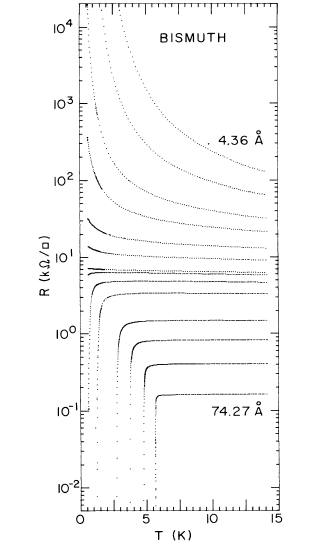 BISMUTH
10⁴
10³
10²
10¹
10⁰
10⁻¹
10⁻²
R (kΩ/□)
4.36 Å
74.27 Å
0 5 10 15
T (K)